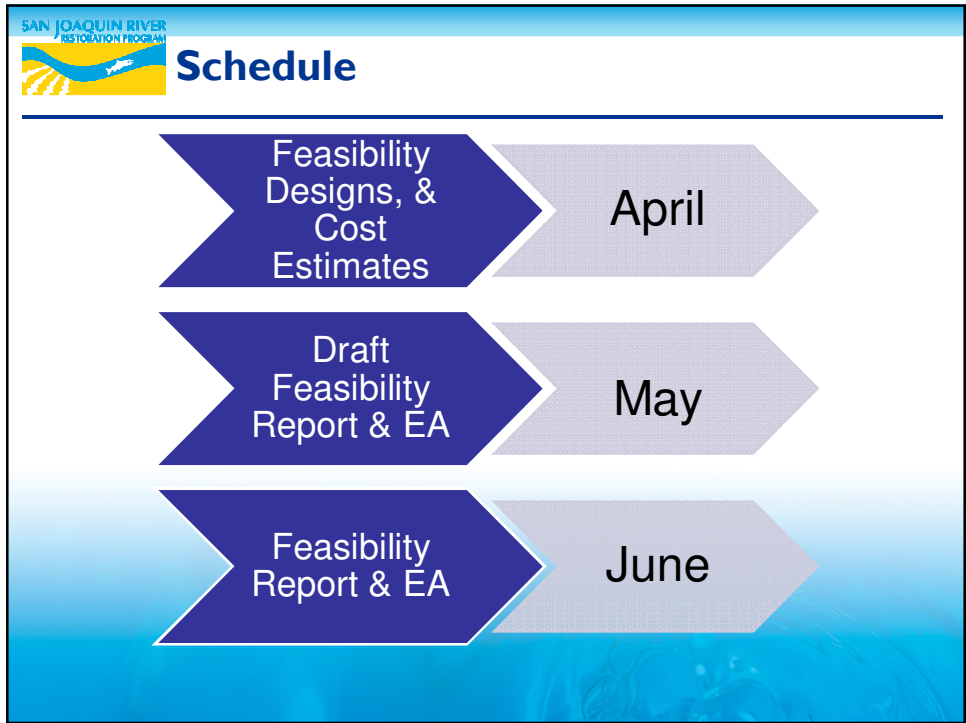 SAN JOAQUIN RIVER
RESTORATION PROGRAM
Schedule
Feasibility
Designs, &
Cost
Estimates
April
Draft
Feasibility
Report & EA
May
Feasibility
Report & EA
June